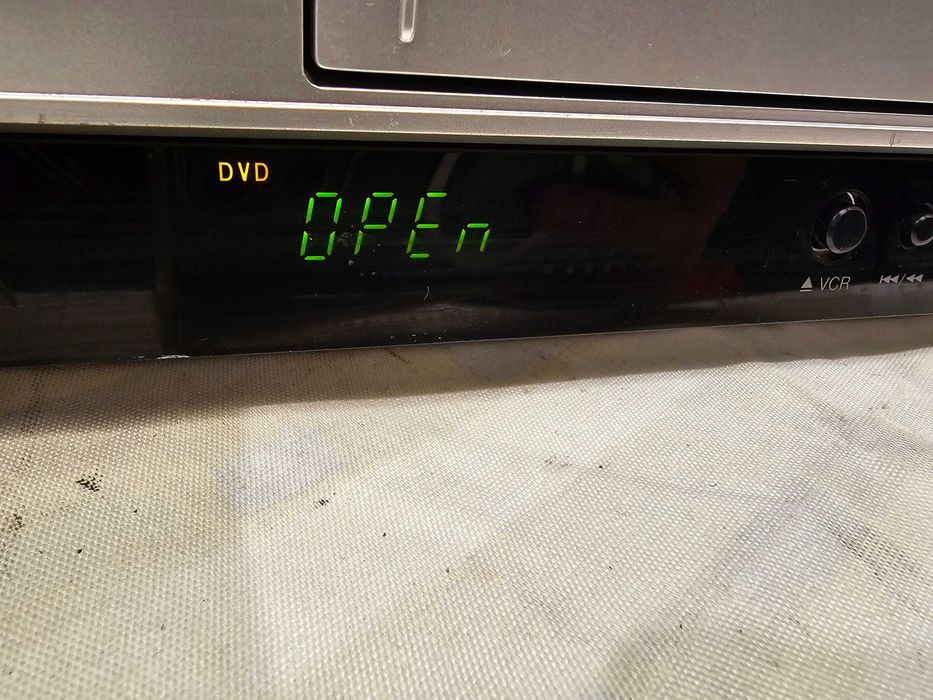 DVD
OPEn
▲ VCR
⏮/⏪